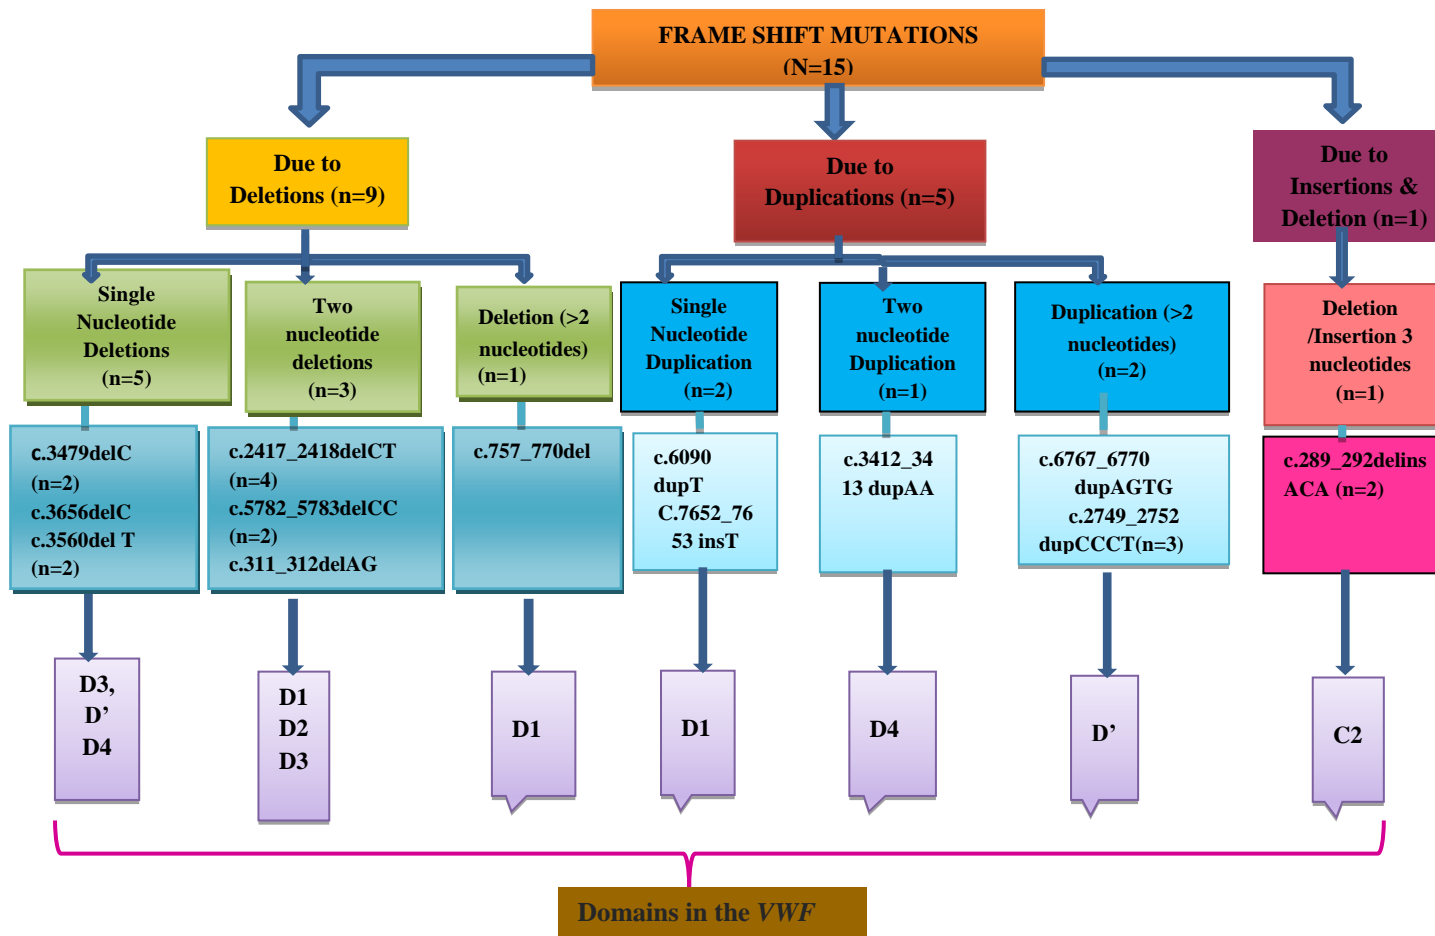 FRAME SHIFT MUTATIONS
(N=15)
Due to
Deletions (n=9)
Due to
Duplications (n=5)
Due to
Insertions &
Deletion (n=1)
Single
Nucleotide
Deletions
(n=5)
Two
nucleotide
deletions
(n=3)
Deletion (>2
nucleotides)
(n=1)
Single
Nucleotide
Duplication
(n=2)
Two
nucleotide
Duplication
(n=1)
Duplication (>2
nucleotides)
(n=2)
Deletion
/Insertion 3
nucleotides
(n=1)
c.3479delC
(n=2)
c.3656delC
c.3560del T
(n=2)
c.2417_2418delCT
(n=4)
c.5782_5783delCC
(n=2)
c.311_312delAG
c.757_770del
c.6090
dupT
C.7652_76
53 insT
c.3412_34
13 dupAA
c.6767_6770
dupAGTG
c.2749_2752
dupCCCT(n=3)
c.289_292delins
ACA (n=2)
D3,
D’
D4
D1
D2
D3
D1
D1
D4
D’
C2
Domains in the VWF